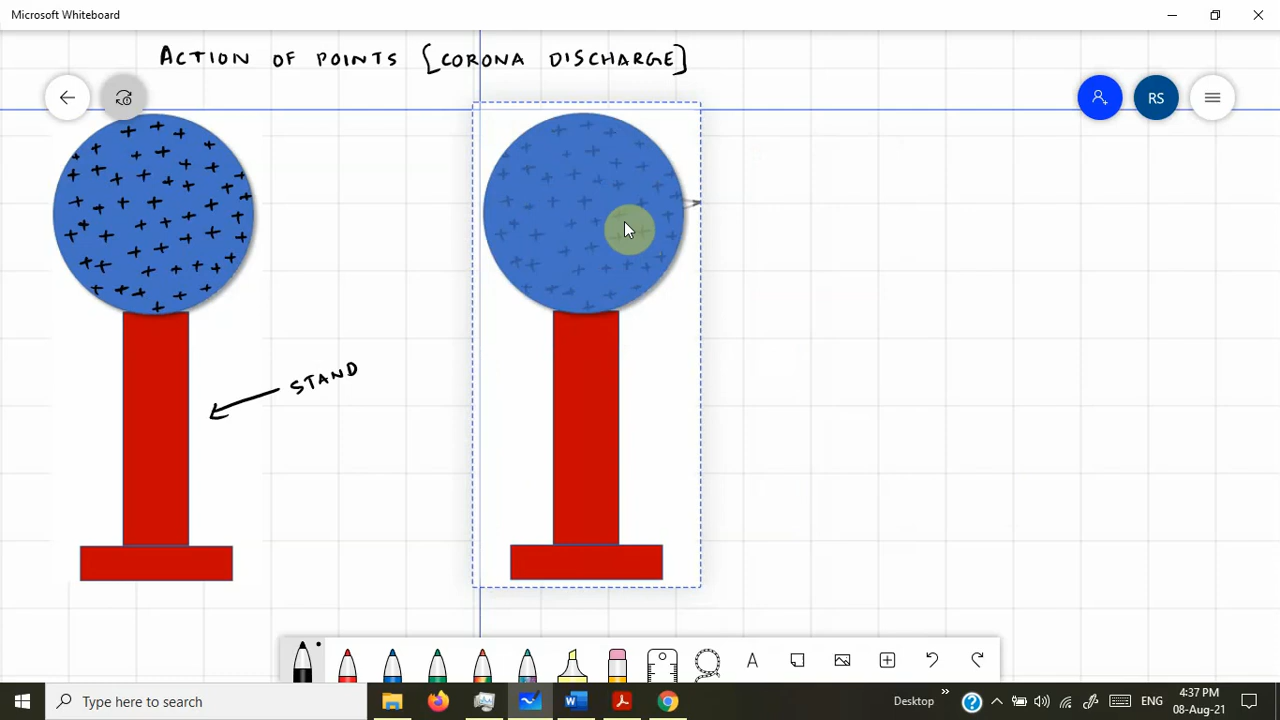 Microsoft Whiteboard
ACTION OF POINTS [CORONA DISCHARGE]
RS
STAND
A
Type here to search
Desktop
ENG
4:37 PM
08-Aug-21